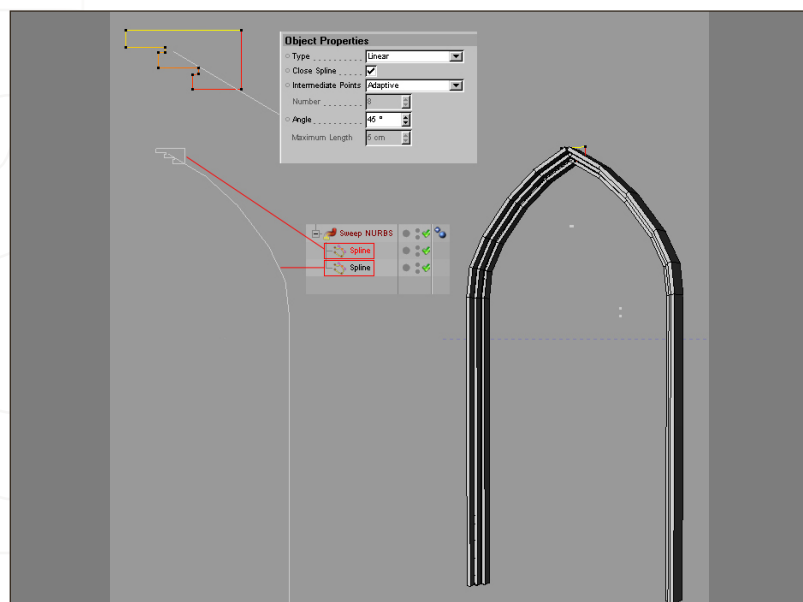 Object Properties
Type Linear
Close Spline
Intermediate Points Adaptive
Number 8
Angle 45 °
Maximum Length 5 cm
Sweep NURBS
Spline
Spline